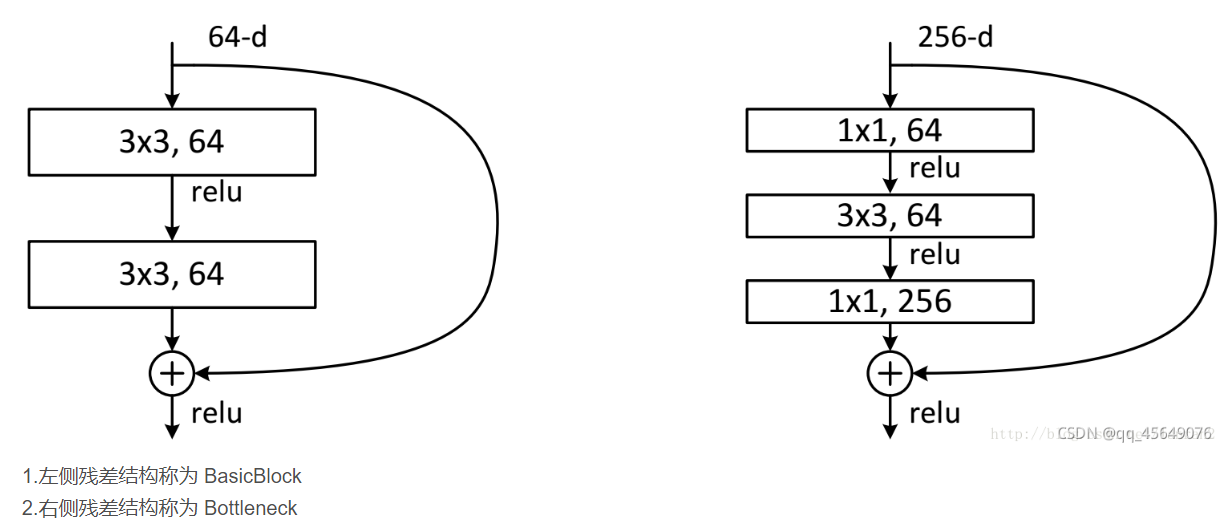 64-d
3x3, 64
relu
3x3, 64
relu
256-d
1x1, 64
relu
3x3, 64
relu
1x1, 256
relu
CSDN @qq_45649076
1.左侧残差结构称为 BasicBlock
2.右侧残差结构称为 Bottleneck